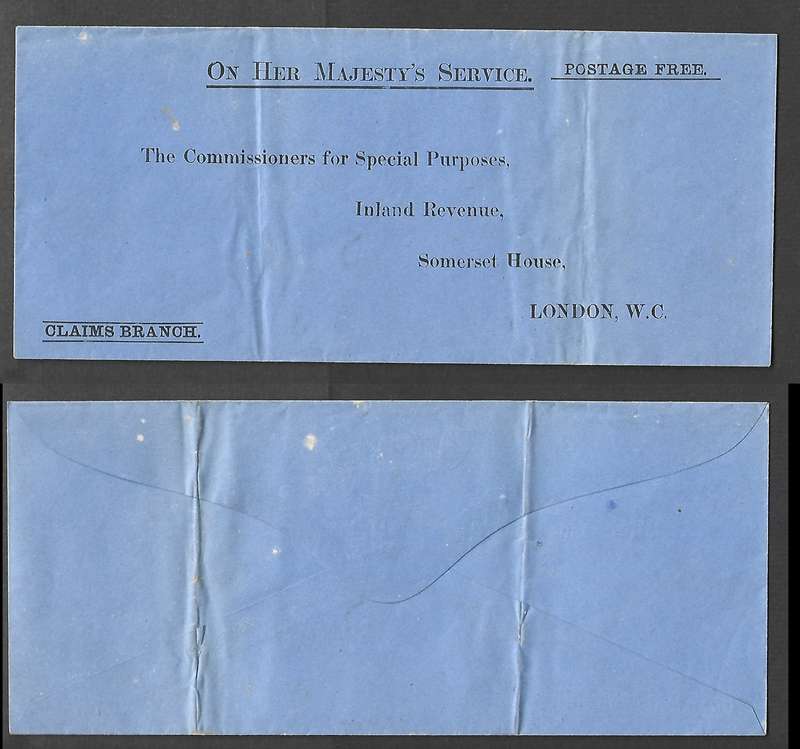 On Her Majesty's Service. POSTAGE FREE.
The Commissioners for Special Purposes,
Inland Revenue,
Somerset House,
LONDON, W.C.
CLAIMS BRANCH.